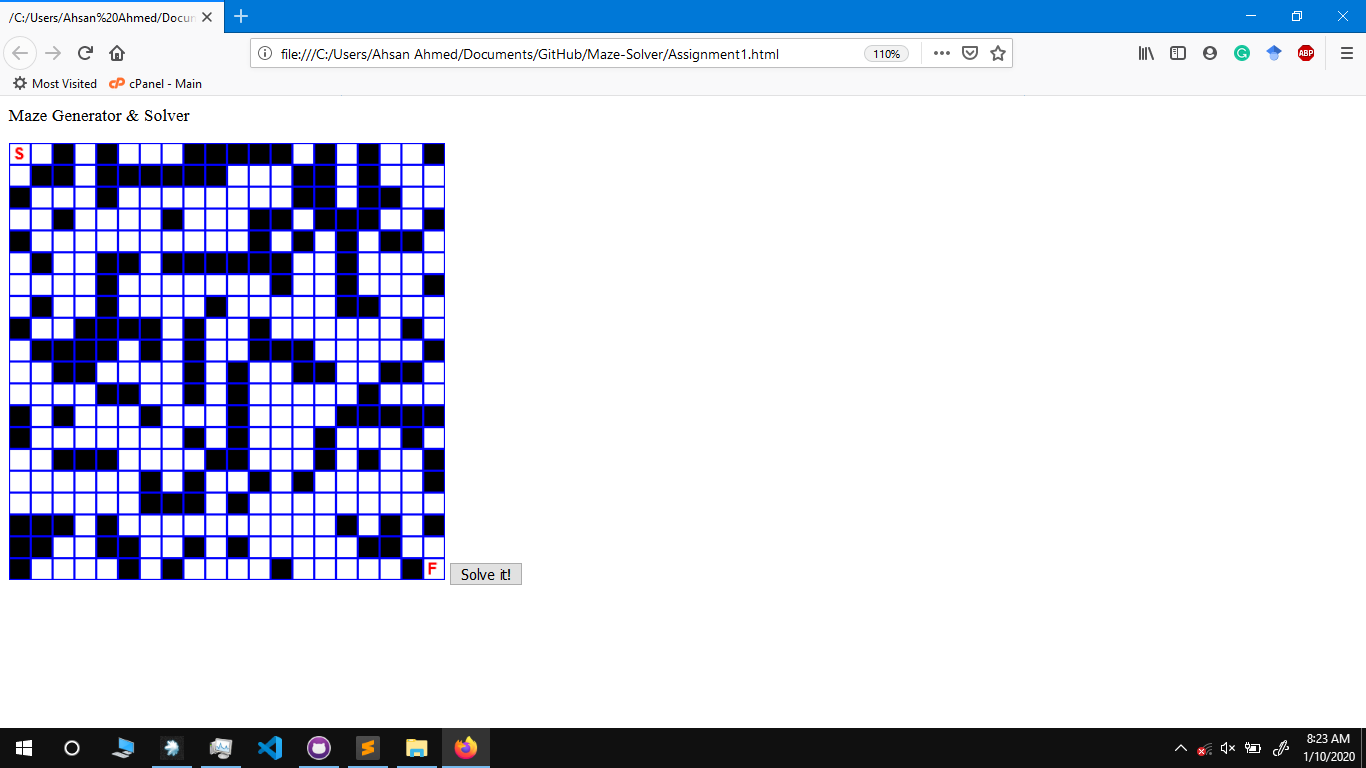 /C:/Users/Ahsan%20Ahmed/Docum
file:///C:/Users/Ahsan Ahmed/Documents/GitHub/Maze-Solver/Assignment1.html
110%
ABP
Most Visited
cPanel - Main
Maze Generator & Solver
S
F
Solve it!
8:23 AM
1/10/2020